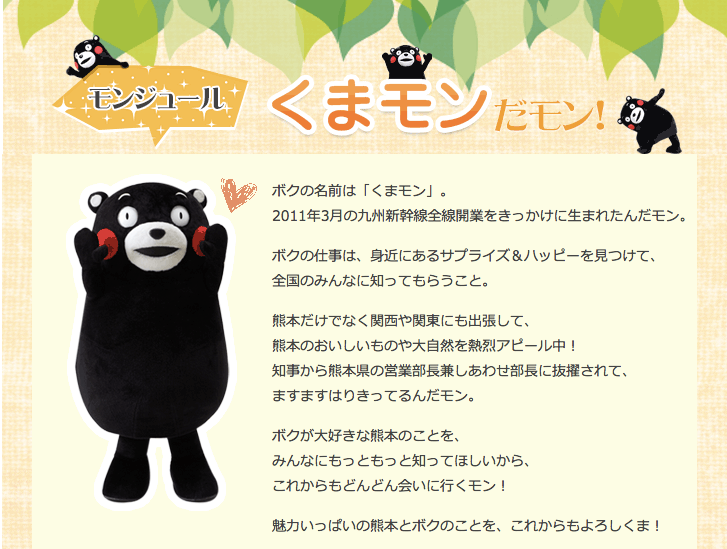 モンジュール
くまモンだモン!
ボクの名前は「くまモン」。
2011年3月の九州新幹線全線開業をきっかけに生まれたんだモン。
ボクの仕事は、身近にあるサプライズ＆ハッピーを見つけて、
全国のみんなに知ってもらうこと。
熊本だけでなく関西や関東にも出張して、
熊本のおいしいものや大自然を熱烈アピール中！
知事から熊本県の営業部長兼しあわせ部長に抜擢されて、
ますますはりきってるんだモン。
ボクが大好きな熊本のことを、
みんなにもっともっと知ってほしいから、
これからもどんどん会いに行くモン！
魅力いっぱいの熊本とボクのことを、これからもよろしくま！